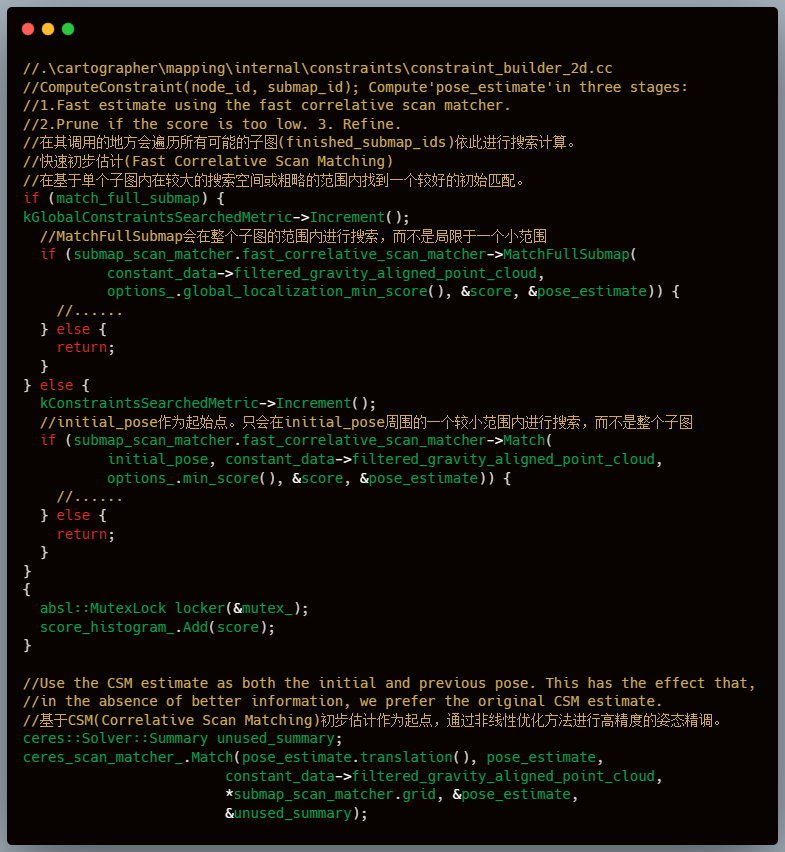 //.\cartographer\mapping\internal\constraints\constraint_builder_2d.cc
//ComputeConstraint(node_id, submap_id); Compute'pose_estimate'in three stages:
//1.Fast estimate using the fast correlative scan matcher.
//2.Prune if the score is too low. 3. Refine.
//在其调用的地方会遍历所有可能的子图(finished_submap_ids)依此进行搜索计算。
//快速初步估计(Fast Correlative Scan Matching)
//在基于单个子图内在较大的搜索空间或粗略的范围内找到一个较好的初始匹配。
if (match_full_submap) {
kGlobalConstraintsSearchedMetric->Increment();
  //MatchFullSubmap会在整个子图的范围内进行搜索，而不是局限于一个小范围
  if (submap_scan_matcher.fast_correlative_scan_matcher->MatchFullSubmap(
          constant_data->filtered_gravity_aligned_point_cloud,
          options_.global_localization_min_score(), &score, &pose_estimate)) {
    //......
  } else {
    return;
  }
} else {
  kConstraintsSearchedMetric->Increment();
  //initial_pose作为起始点。只会在initial_pose周围的一个较小范围内进行搜索，而不是整个子图
  if (submap_scan_matcher.fast_correlative_scan_matcher->Match(
          initial_pose, constant_data->filtered_gravity_aligned_point_cloud,
          options_.min_score(), &score, &pose_estimate)) {
    //......
  } else {
    return;
  }
}
{
  absl::MutexLock locker(&mutex_);
  score_histogram_.Add(score);
}

//Use the CSM estimate as both the initial and previous pose. This has the effect that,
//in the absence of better information, we prefer the original CSM estimate.
//基于CSM(Correlative Scan Matching)初步估计作为起点，通过非线性优化方法进行高精度的姿态精调。
ceres::Solver::Summary unused_summary;
ceres_scan_matcher_.Match(pose_estimate.translation(), pose_estimate,
                        constant_data->filtered_gravity_aligned_point_cloud,
                        *submap_scan_matcher.grid, &pose_estimate,
                        &unused_summary);